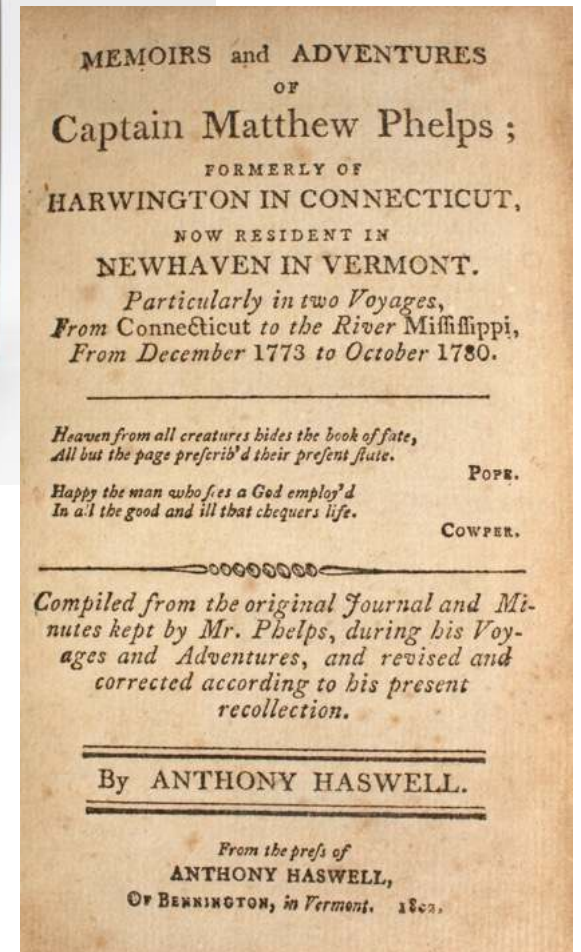 MEMOIRS and ADVENTURES
OF
Captain Matthew Phelps ;
FORMERLY OF
HARWINGTON IN CONNECTICUT,
NOW RESIDENT IN
NEWHAVEN IN VERMONT.
Particularly in two Voyages,
From Connecticut to the River Miſſiſſippi,
From December 1773 to October 1780.
Heaven from all creatures hides the book of fate,
All but the page preſcrib'd their preſent ſtate.
POPE.
Happy the man who ſees a God employ'd
In all the good and ill that chequers life.
COWPER.
Compiled from the original Journal and Mi-
nutes kept by Mr. Phelps, during his Voy-
ages and Adventures, and revised and
corrected according to his present
recollection.
By ANTHONY HASWELL.
From the preſs of
ANTHONY HASWELL,
OF BENNINGTON, in Vermont. 1802.